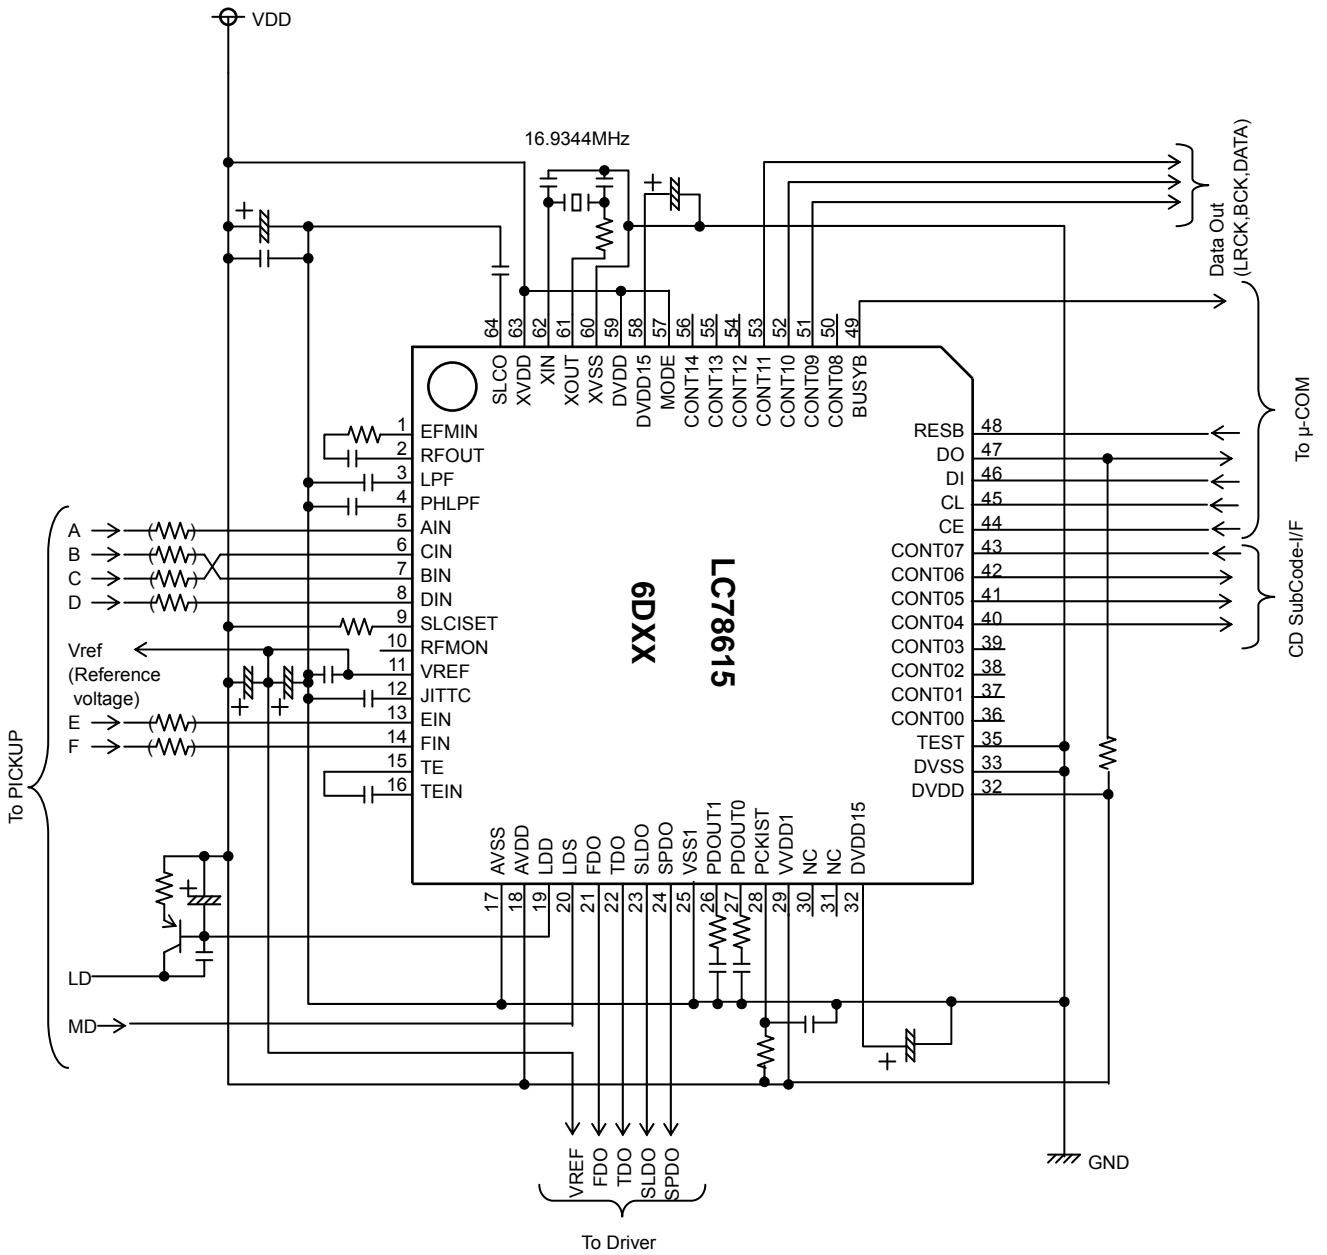 VDD
16.9344MHz
Data Out
(LRCK,BCK,DATA)
64
63
62
61
60
59
58
57
56
55
54
53
52
51
50
49
SLCO
XVDD
XIN
XOUT
XVSS
DVDD
DVDD15
MODE
CONT14
CONT13
CONT12
CONT11
CONT10
CONT09
CONT08
BUSYB
1 EFMIN
2 RFOUT
3 LPF
4 PHLPF
5 AIN
6 CIN
7 BIN
8 DIN
9 SLCISET
10 RFMON
11 VREF
12 JITTC
13 EIN
14 FIN
15 TE
16 TEIN
A
B
C
D
Vref
(Reference
voltage)
E
F
To PICKUP
LD
MD
LC78615
6DXX
RESB 48
DO 47
DI 46
CL 45
CE 44
CONT07 43
CONT06 42
CONT05 41
CONT04 40
CONT03 39
CONT02 38
CONT01 37
CONT00 36
TEST 35
DVSS 33
DVDD 32
To μ-COM
CD SubCode-I/F
AVSS
AVDD
LDD
LDS
FDO
TDO
SLDO
SPDO
VSS1
PDOUT1
PDOUT0
PCKIST
VVDD1
NC
NC
DVDD15
17
18
19
20
21
22
23
24
25
26
27
28
29
30
31
32
+
+
+
+
+
+
VREF
FDO
TDO
SLDO
SPDO
To Driver
GND